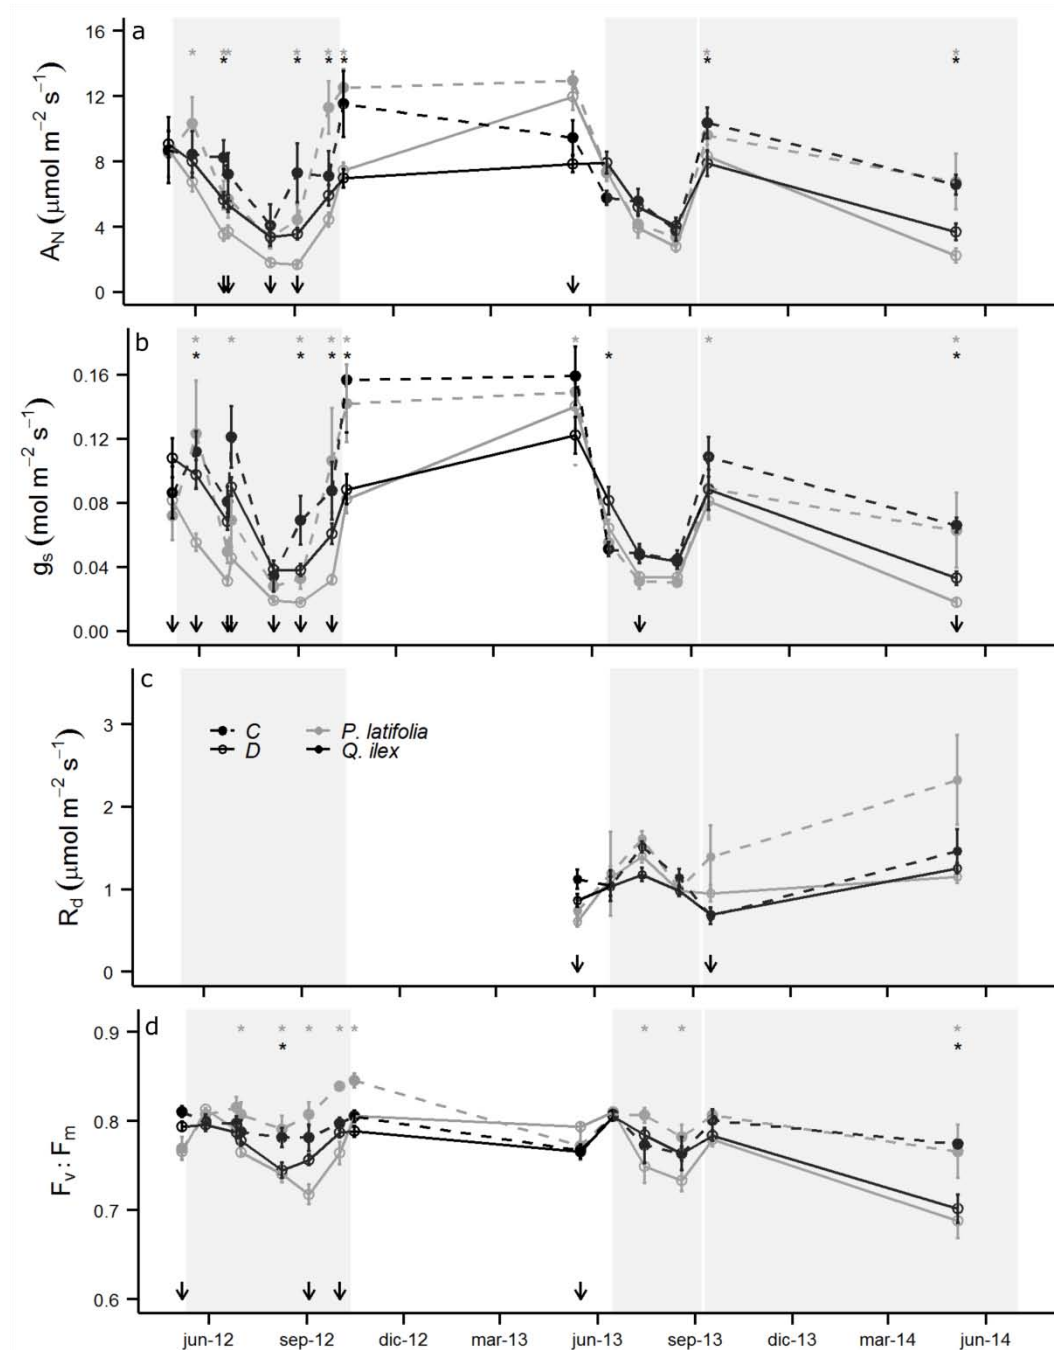 a
16
12
8
4
0
A_N (μmol m⁻² s⁻¹)
b
0.16
0.12
0.08
0.04
0.00
g_s (mol m⁻² s⁻¹)
c
3
2
1
0
R_d (μmol m⁻² s⁻¹)
C P. latifolia
D Q. ilex
d
0.9
0.8
0.7
0.6
F_v : F_m
jun-12 sep-12 dic-12 mar-13 jun-13 sep-13 dic-13 mar-14 jun-14